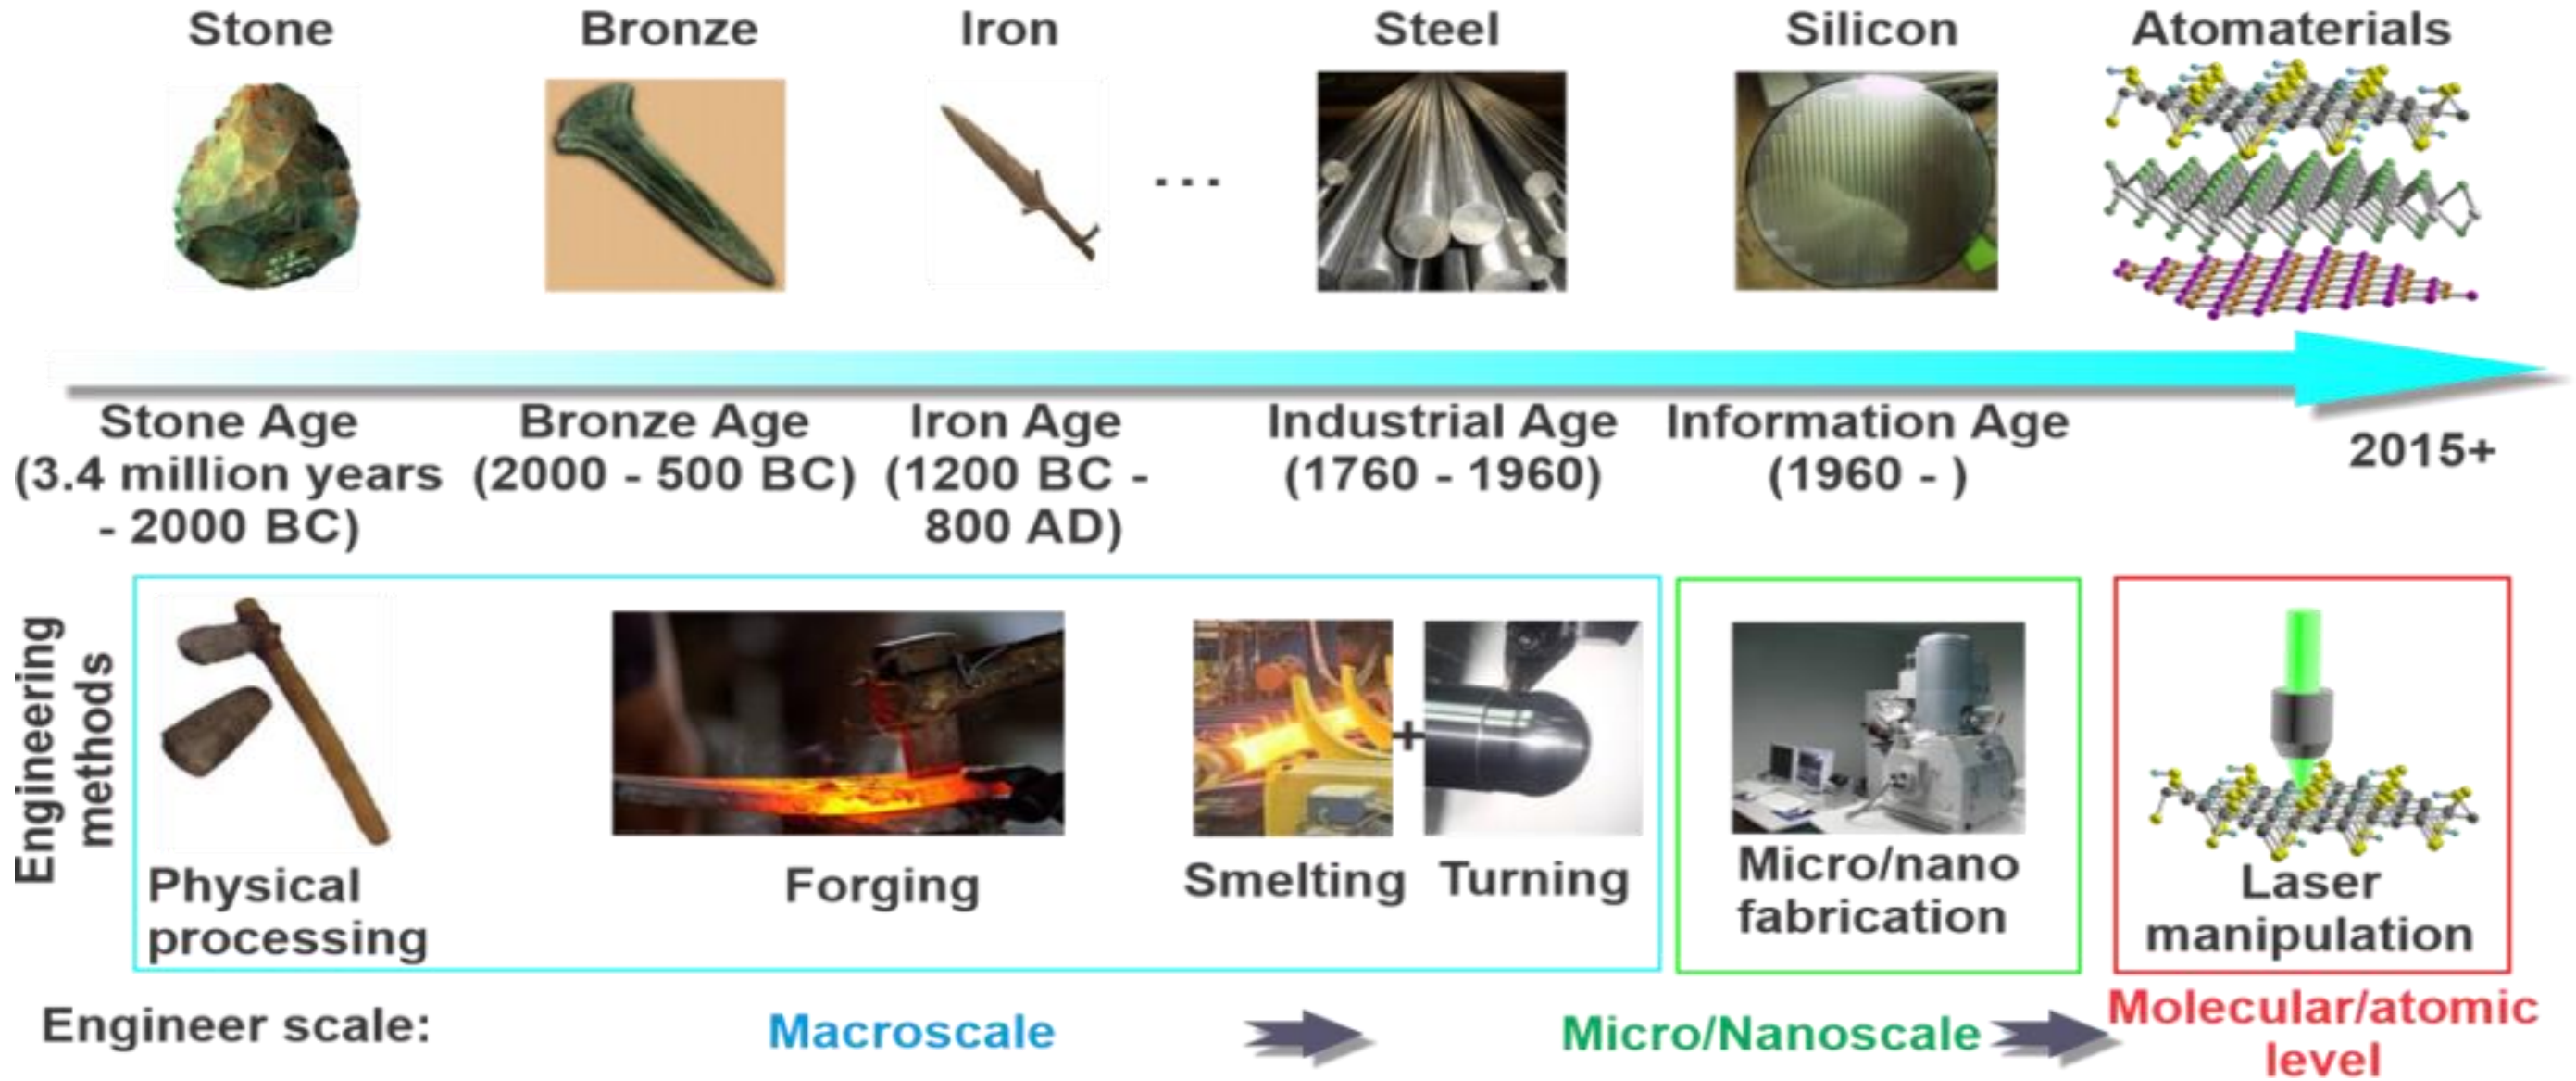 Stone
Bronze
Iron
Steel
Silicon
Atomaterials
...
Stone Age
(3.4 million years
- 2000 BC)
Bronze Age
(2000 - 500 BC)
Iron Age
(1200 BC -
800 AD)
Industrial Age
(1760 - 1960)
Information Age
(1960 - )
2015+
Engineering
methods
Physical
processing
Forging
Smelting
+
Turning
Micro/nano
fabrication
Laser
manipulation
Engineer scale:
Macroscale
Micro/Nanoscale
Molecular/atomic
level